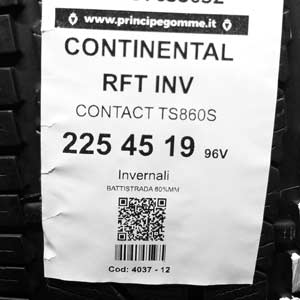 www.principegomme.it
CONTINENTAL
RFT INV
CONTACT TS860S
225 45 19 96V
Invernali
BATTISTRADA 80%MM
Cod: 4037 - 12